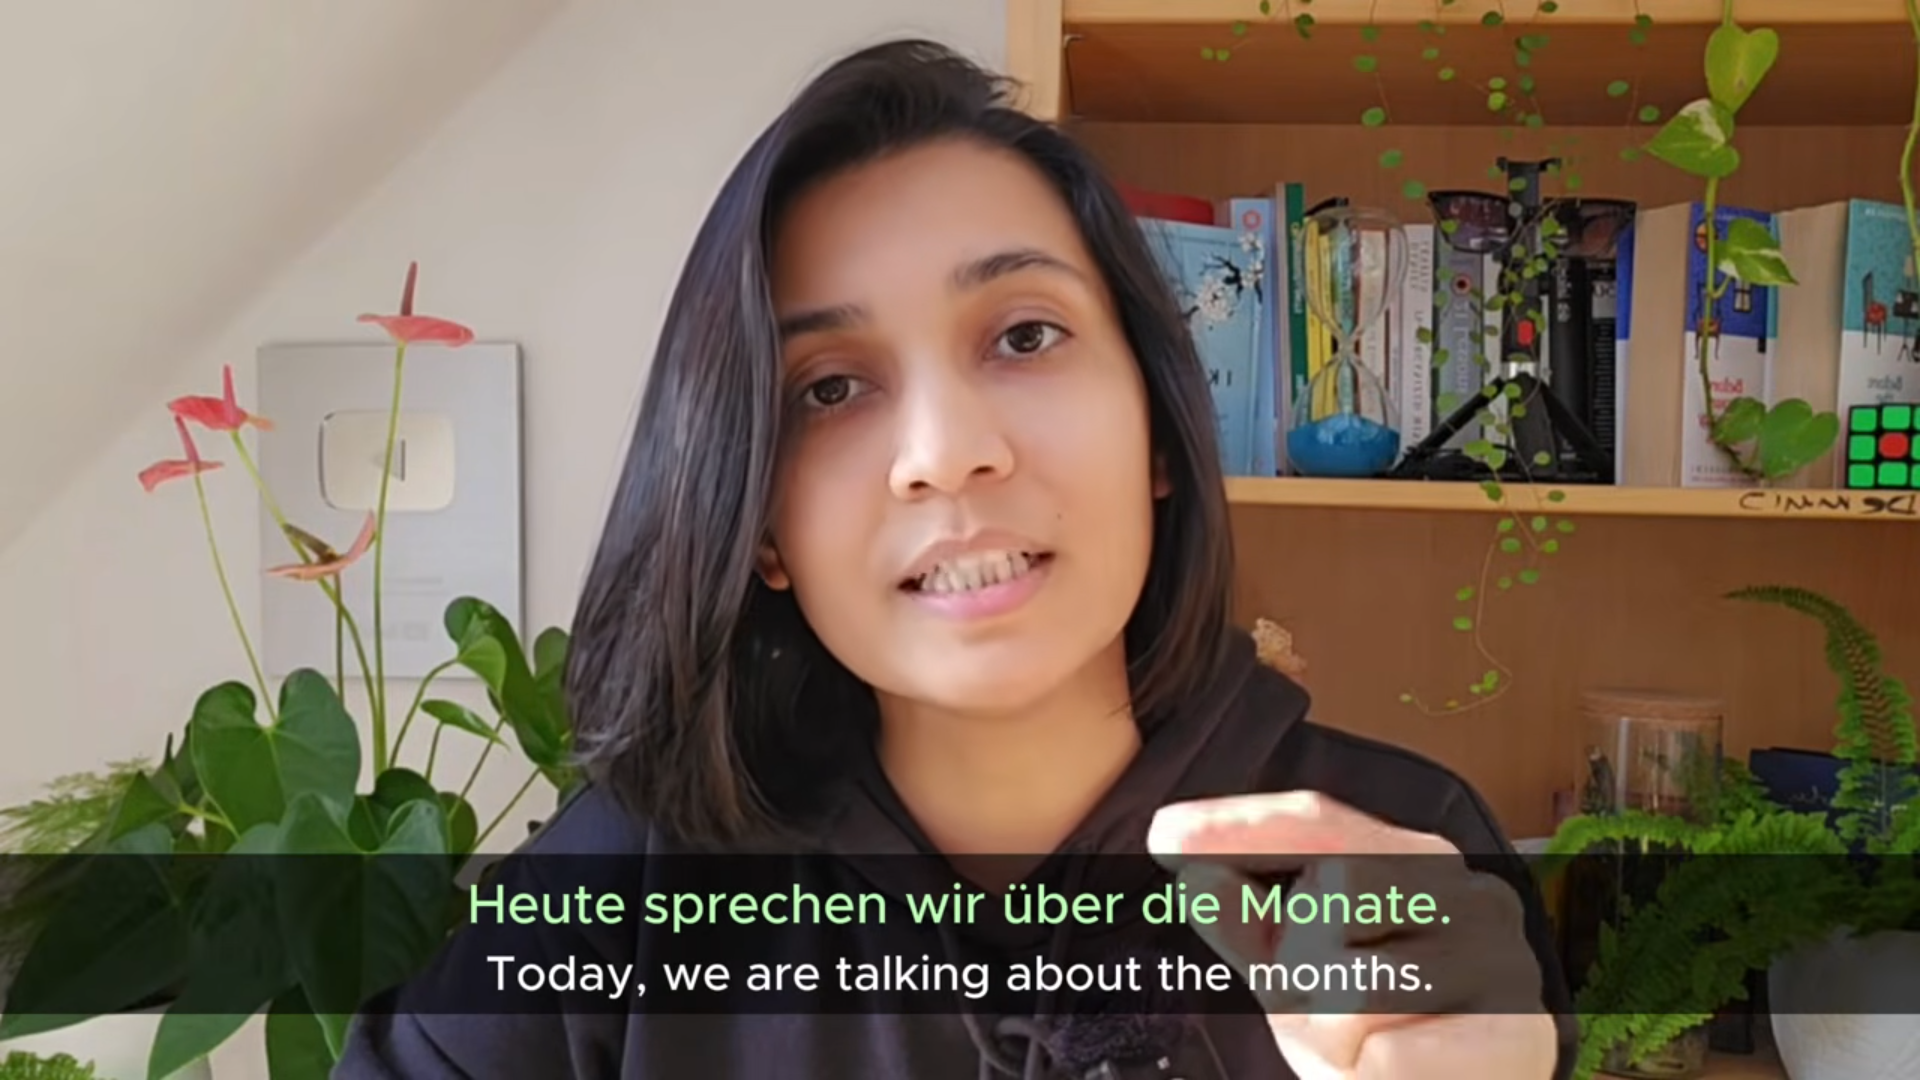 Heute sprechen wir über die Monate.
Today, we are talking about the months.